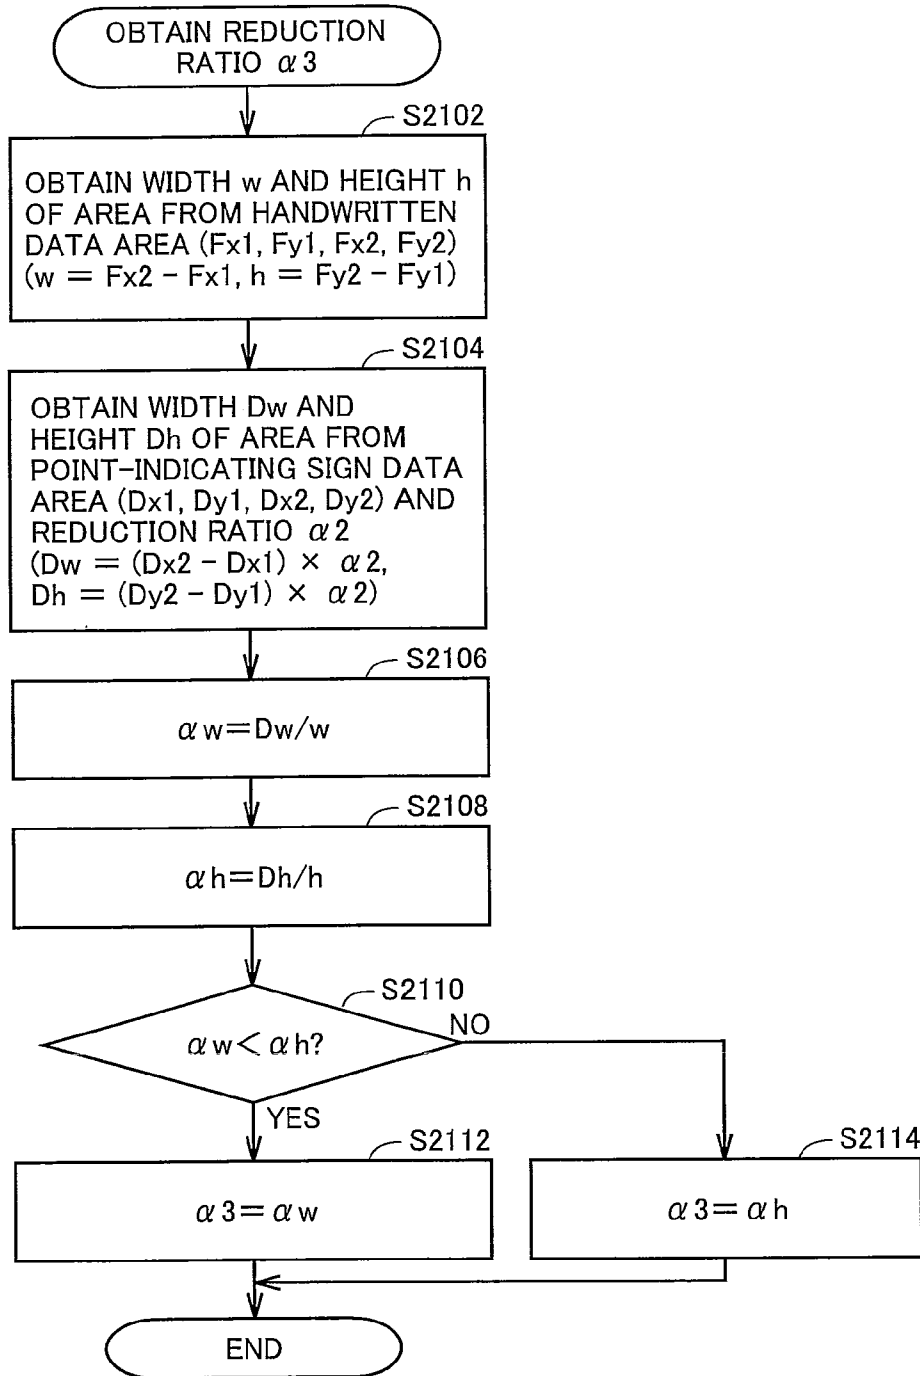 OBTAIN REDUCTION
RATIO α3
S2102
OBTAIN WIDTH w AND HEIGHT h
OF AREA FROM HANDWRITTEN
DATA AREA (Fx1, Fy1, Fx2, Fy2)
(w = Fx2 - Fx1, h = Fy2 - Fy1)
S2104
OBTAIN WIDTH Dw AND
HEIGHT Dh OF AREA FROM
POINT-INDICATING SIGN DATA
AREA (Dx1, Dy1, Dx2, Dy2) AND
REDUCTION RATIO α2
(Dw = (Dx2 - Dx1) × α2,
Dh = (Dy2 - Dy1) × α2)
S2106
αw=Dw/w
S2108
αh=Dh/h
S2110
αw<αh?
NO
YES
S2112
α3=αw
S2114
α3=αh
END